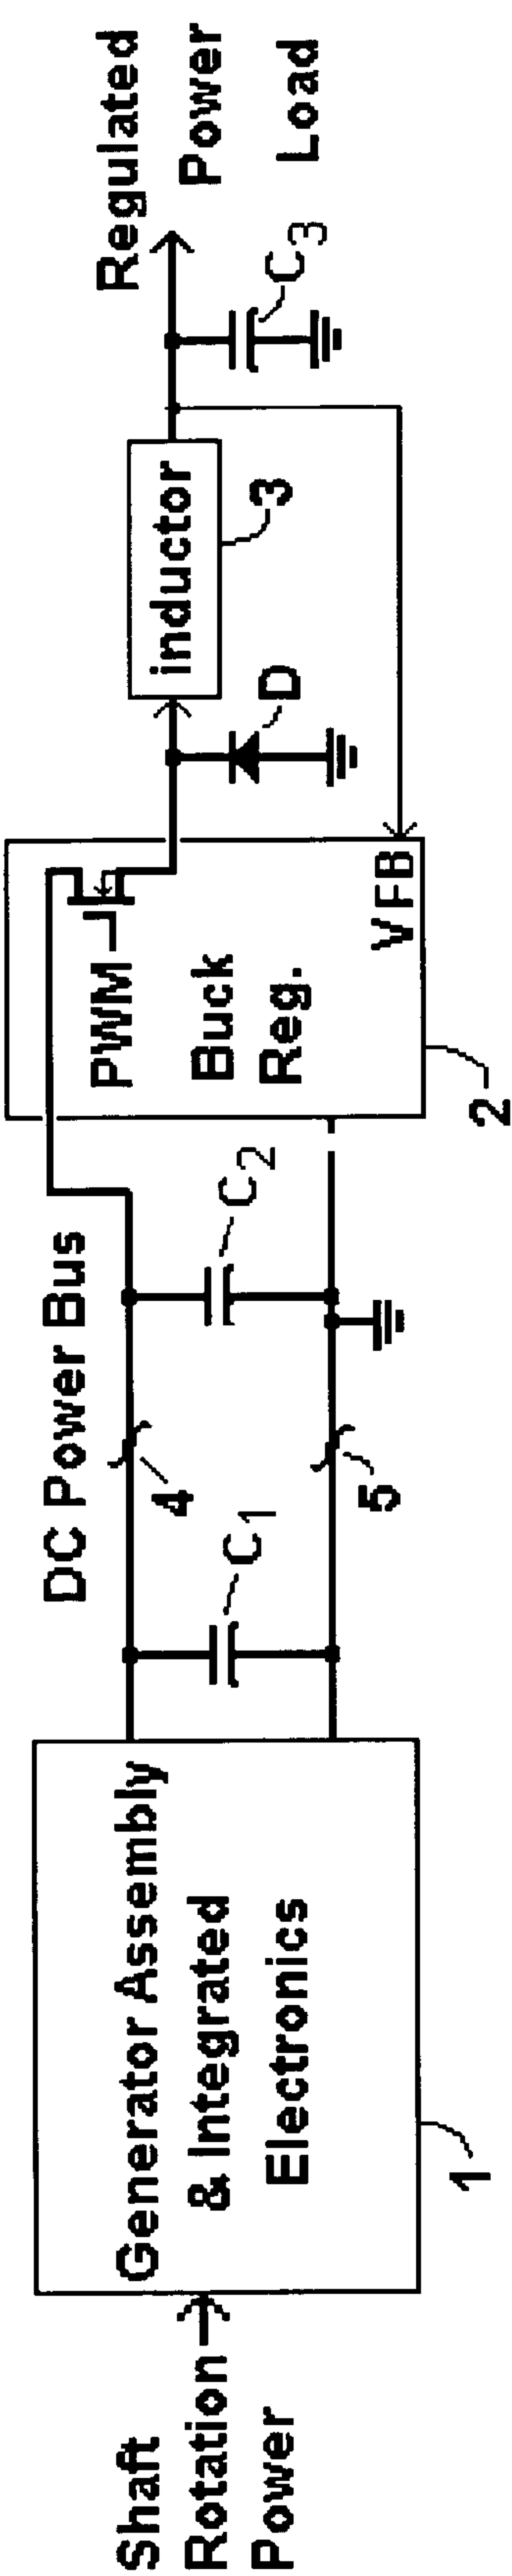 Shaft
Rotation
Power
Generator Assembly
& Integrated
Electronics
1
DC Power Bus
C1
4
5
C2
PWM
Buck
Reg.
VFB
2
D
inductor
3
C3
Regulated
Power
Load